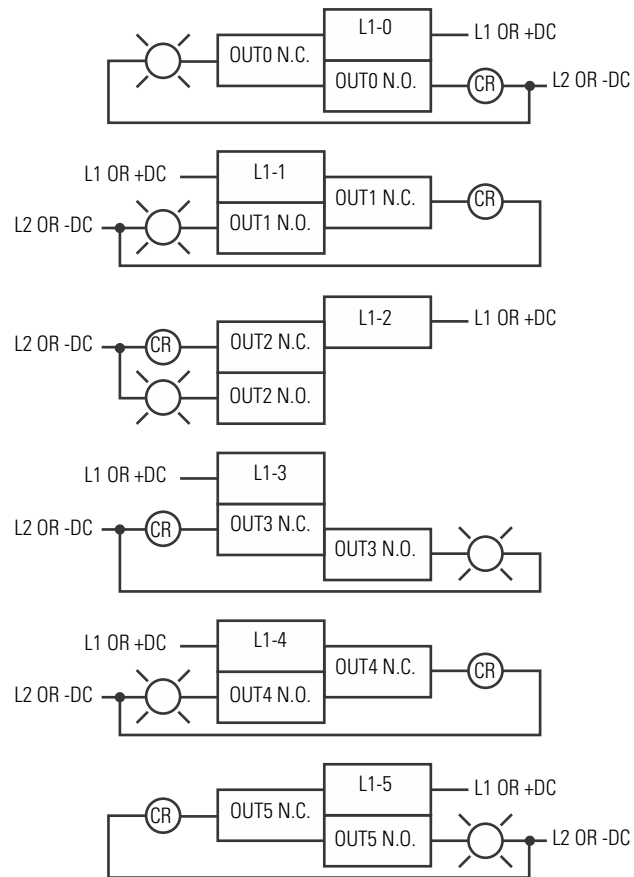 L1-0 L1 OR +DC
OUT0 N.C.
OUT0 N.O. CR L2 OR -DC
L1 OR +DC L1-1
OUT1 N.C. CR
L2 OR -DC OUT1 N.O.
L1-2 L1 OR +DC
L2 OR -DC CR OUT2 N.C.
OUT2 N.O.
L1 OR +DC L1-3
L2 OR -DC CR OUT3 N.C.
OUT3 N.O.
L1 OR +DC L1-4
OUT4 N.C. CR
L2 OR -DC OUT4 N.O.
L1-5 L1 OR +DC
CR OUT5 N.C.
OUT5 N.O. L2 OR -DC